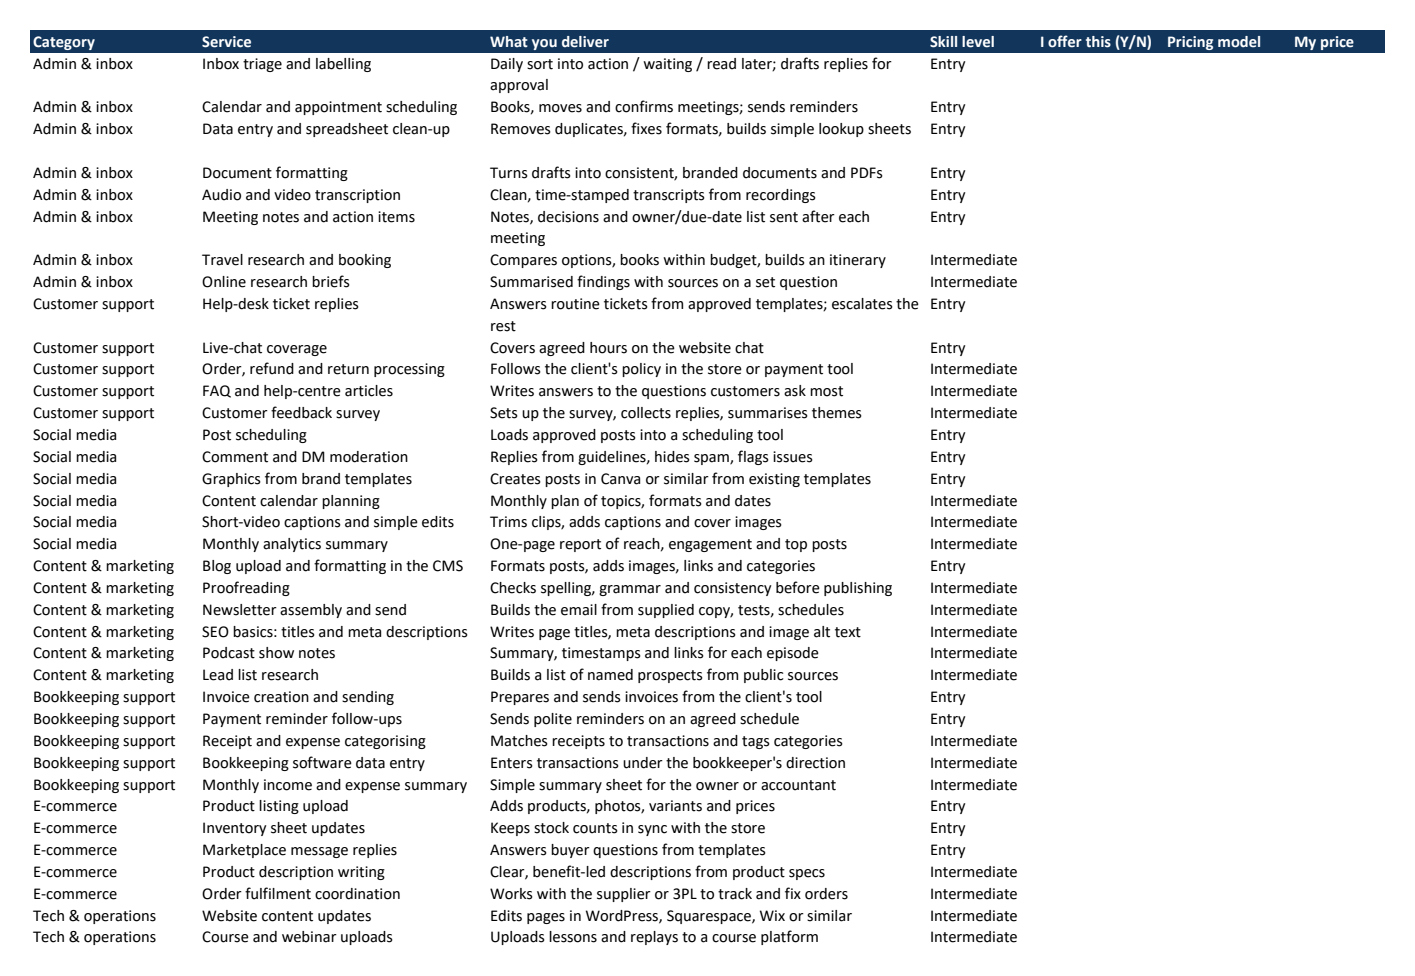 Category Service What you deliver Skill level I offer this (Y/N) Pricing model My price
Admin & inbox Inbox triage and labelling Daily sort into action / waiting / read later; drafts replies for Entry
approval
Admin & inbox Calendar and appointment scheduling Books, moves and confirms meetings; sends reminders Entry
Admin & inbox Data entry and spreadsheet clean-up Removes duplicates, fixes formats, builds simple lookup sheets Entry
Admin & inbox Document formatting Turns drafts into consistent, branded documents and PDFs Entry
Admin & inbox Audio and video transcription Clean, time-stamped transcripts from recordings Entry
Admin & inbox Meeting notes and action items Notes, decisions and owner/due-date list sent after each Entry
meeting
Admin & inbox Travel research and booking Compares options, books within budget, builds an itinerary Intermediate
Admin & inbox Online research briefs Summarised findings with sources on a set question Intermediate
Customer support Help-desk ticket replies Answers routine tickets from approved templates; escalates the Entry
rest
Customer support Live-chat coverage Covers agreed hours on the website chat Entry
Customer support Order, refund and return processing Follows the client's policy in the store or payment tool Intermediate
Customer support FAQ and help-centre articles Writes answers to the questions customers ask most Intermediate
Customer support Customer feedback survey Sets up the survey, collects replies, summarises themes Intermediate
Social media Post scheduling Loads approved posts into a scheduling tool Entry
Social media Comment and DM moderation Replies from guidelines, hides spam, flags issues Entry
Social media Graphics from brand templates Creates posts in Canva or similar from existing templates Entry
Social media Content calendar planning Monthly plan of topics, formats and dates Intermediate
Social media Short-video captions and simple edits Trims clips, adds captions and cover images Intermediate
Social media Monthly analytics summary One-page report of reach, engagement and top posts Intermediate
Content & marketing Blog upload and formatting in the CMS Formats posts, adds images, links and categories Entry
Content & marketing Proofreading Checks spelling, grammar and consistency before publishing Intermediate
Content & marketing Newsletter assembly and send Builds the email from supplied copy, tests, schedules Intermediate
Content & marketing SEO basics: titles and meta descriptions Writes page titles, meta descriptions and image alt text Intermediate
Content & marketing Podcast show notes Summary, timestamps and links for each episode Intermediate
Content & marketing Lead list research Builds a list of named prospects from public sources Intermediate
Bookkeeping support Invoice creation and sending Prepares and sends invoices from the client's tool Entry
Bookkeeping support Payment reminder follow-ups Sends polite reminders on an agreed schedule Entry
Bookkeeping support Receipt and expense categorising Matches receipts to transactions and tags categories Intermediate
Bookkeeping support Bookkeeping software data entry Enters transactions under the bookkeeper's direction Intermediate
Bookkeeping support Monthly income and expense summary Simple summary sheet for the owner or accountant Intermediate
E-commerce Product listing upload Adds products, photos, variants and prices Entry
E-commerce Inventory sheet updates Keeps stock counts in sync with the store Entry
E-commerce Marketplace message replies Answers buyer questions from templates Entry
E-commerce Product description writing Clear, benefit-led descriptions from product specs Intermediate
E-commerce Order fulfilment coordination Works with the supplier or 3PL to track and fix orders Intermediate
Tech & operations Website content updates Edits pages in WordPress, Squarespace, Wix or similar Intermediate
Tech & operations Course and webinar uploads Uploads lessons and replays to a course platform Intermediate